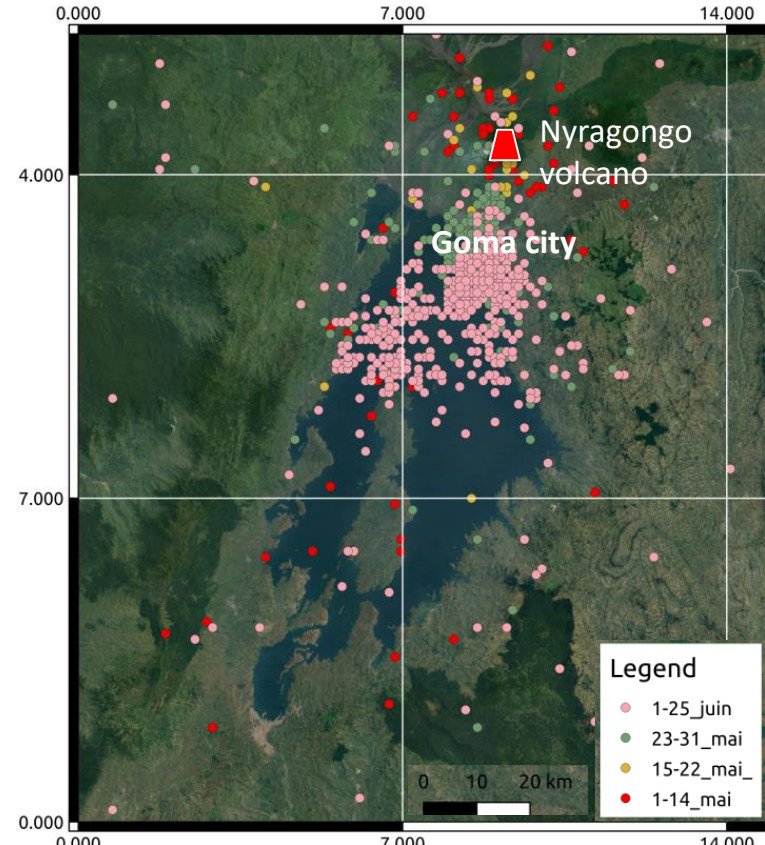 0.000 7.000 14.000
Nyragongo
volcano
4.000
Goma city
7.000
Legend
1-25_juin
23-31_mai
15-22_mai_
1-14_mai
0 10 20 km
0.000
0.000 7.000 14.000